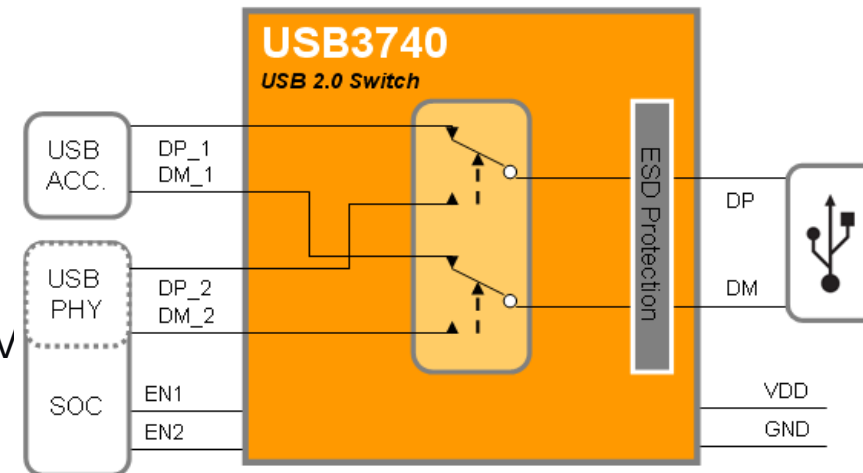 USB3740
USB 2.0 Switch
USB
ACC.
DP_1
DM_1
ESD Protection
DP
DM
USB
PHY
DP_2
DM_2
SOC
EN1
EN2
VDD
GND